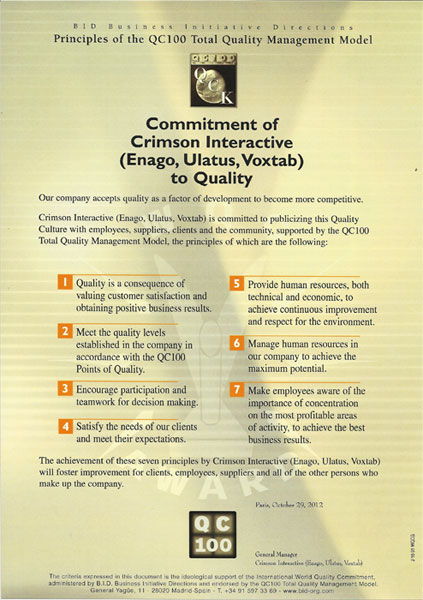 B I D Business Initiative Directions
Principles of the QC100 Total Quality Management Model
QC100
QCK
Commitment of
Crimson Interactive
(Enago, Ulatus, Voxtab)
to Quality
Our company accepts quality as a factor of development to become more competitive.
Crimson Interactive (Enago, Ulatus, Voxtab) is committed to publicizing this Quality
Culture with employees, suppliers, clients and the community, supported by the QC100
Total Quality Management Model, the principles of which are the following:
1 Quality is a consequence of
valuing customer satisfaction and
obtaining positive business results.
2 Meet the quality levels
established in the company in
accordance with the QC100
Points of Quality.
3 Encourage participation and
teamwork for decision making.
4 Satisfy the needs of our clients
and meet their expectations.
5 Provide human resources, both
technical and economic, to
achieve continuous improvement
and respect for the environment.
6 Manage human resources in
our company to achieve the
maximum potential.
7 Make employees aware of the
importance of concentration
on the most profitable areas
of activity, to achieve the best
business results.
AWARD
The achievement of these seven principles by Crimson Interactive (Enago, Ulatus, Voxtab)
will foster improvement for clients, employees, suppliers and all of the other persons who
make up the company.
Paris, October 29, 2012
QC
100
General Manager
Crimson Interactive (Enago, Ulatus, Voxtab)
The criteria expressed in this document is the ideological support of the International World Quality Commitment,
administered by B.I.D. Business Initiative Directions and endorsed by the QC100 Total Quality Management Model.
General Yagüe, 11 - 28020 Madrid-Spain - T. +34 91 597 33 69 - www.bid-org.com